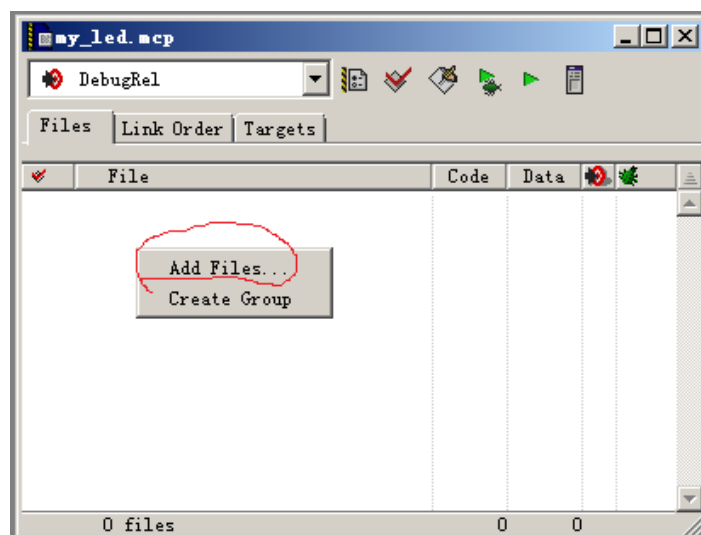 my_led.mcp
DebugRel
Files Link Order Targets
File Code Data
Add Files...
Create Group
0 files 0 0